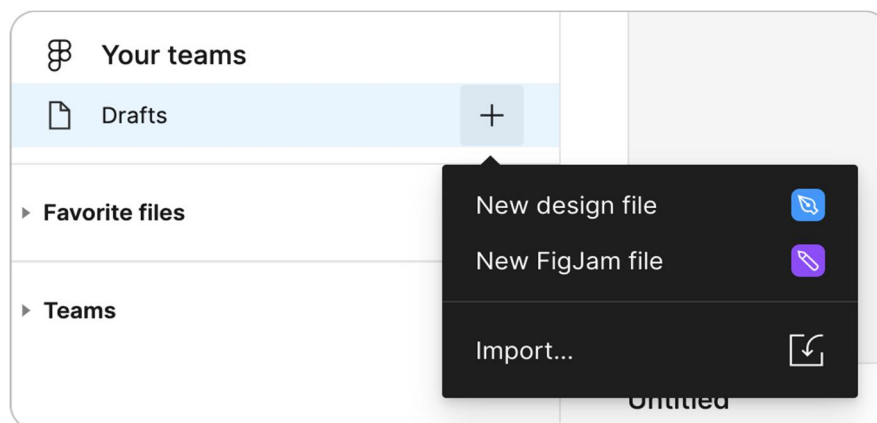 Your teams
Drafts
New design file
Favorite files
New FigJam file
Teams
Import...
Untitled